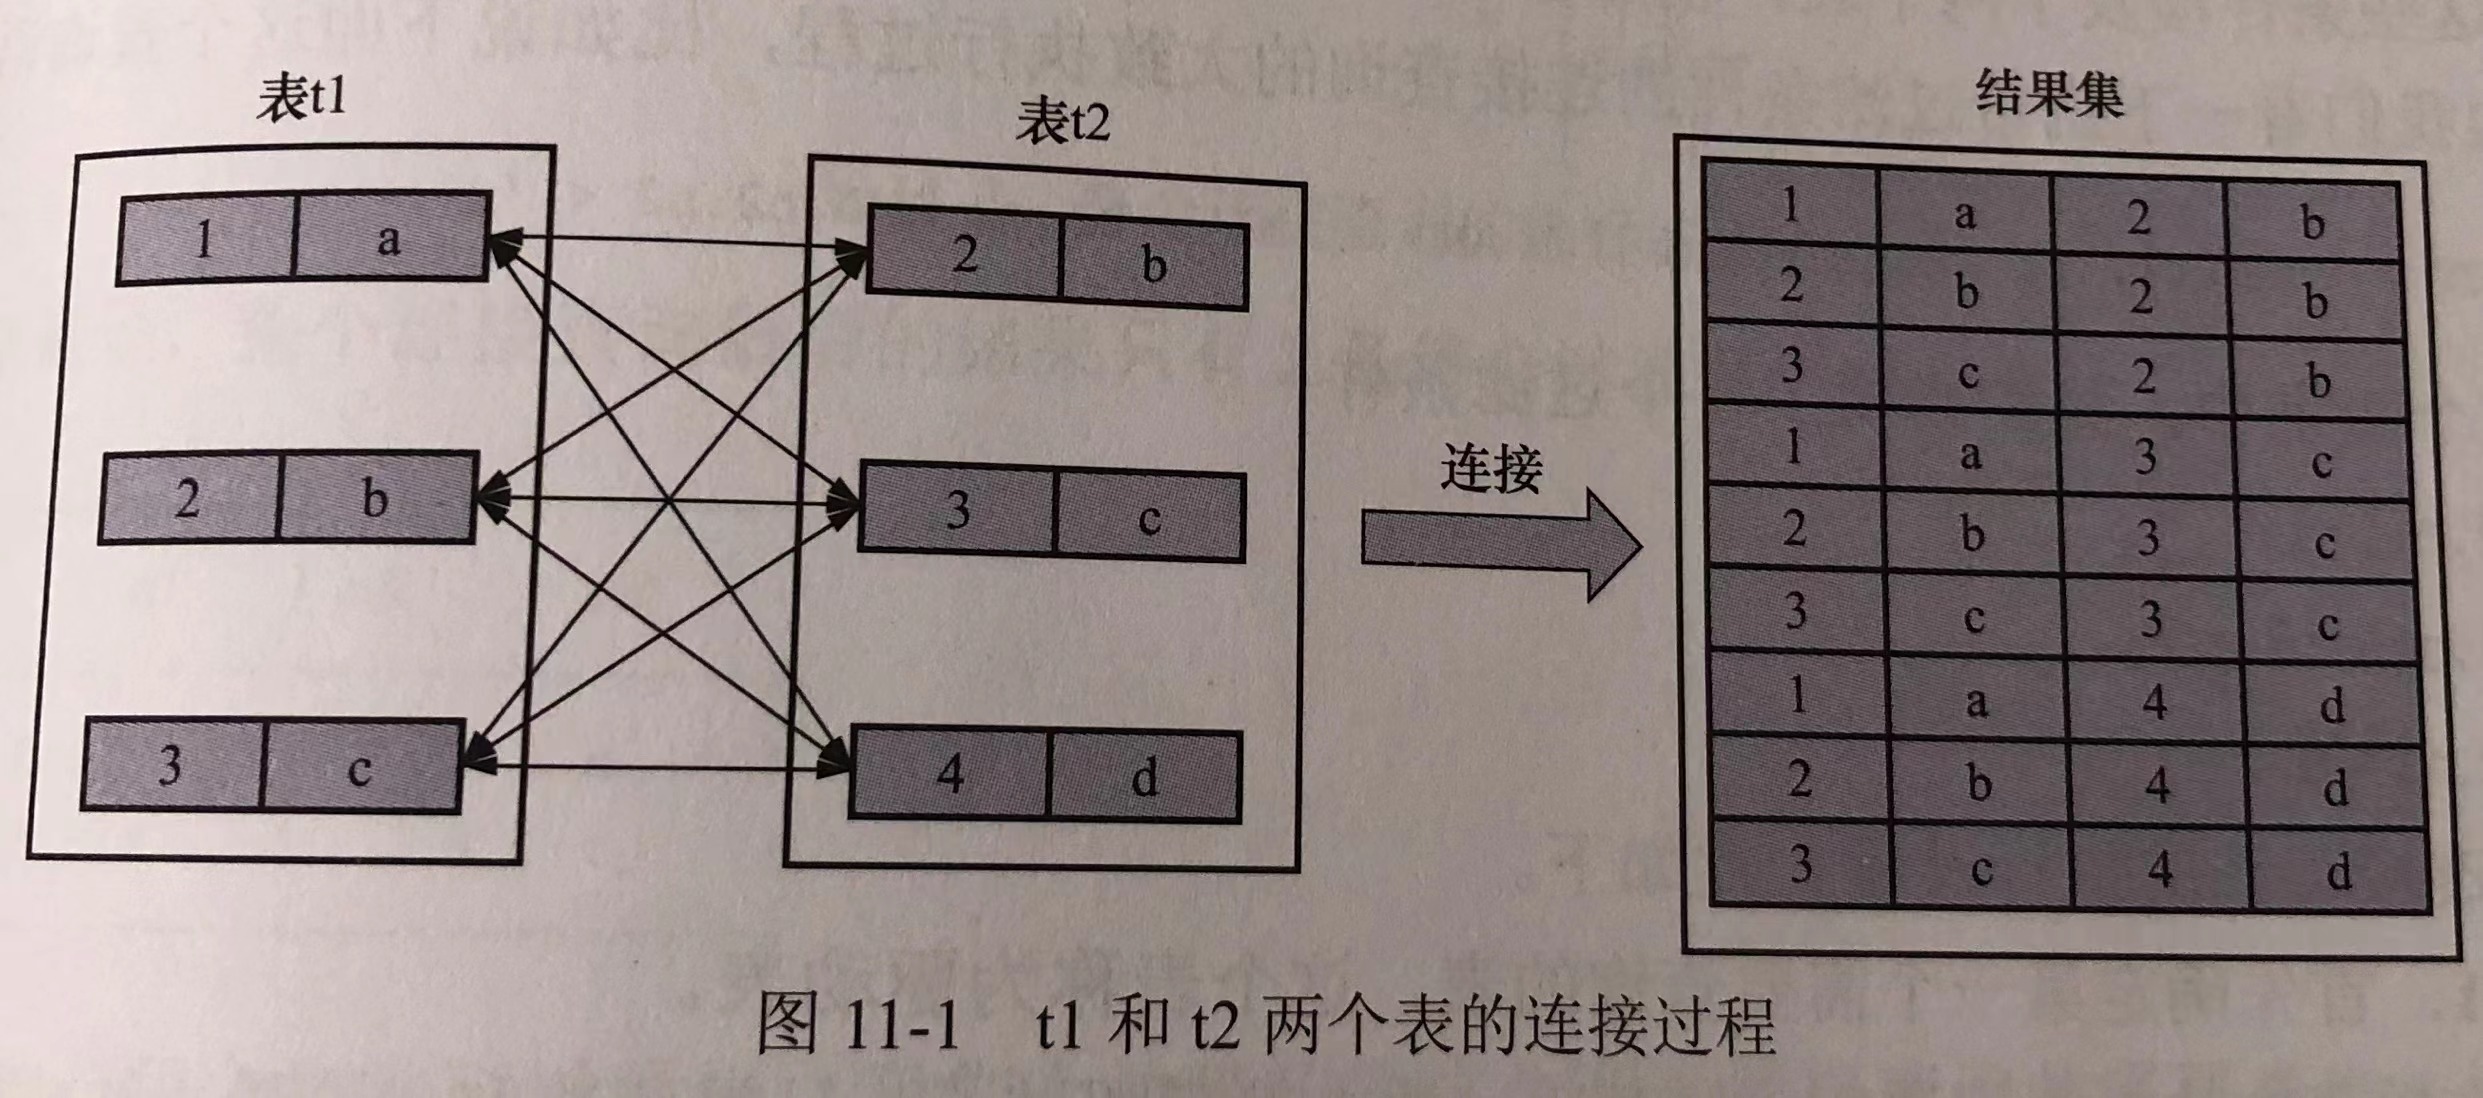 表t1
表t2
结果集
1 a
2 b
2 b
3 c
3 c
4 d
连接
1 a 2 b
2 b 2 b
3 c 2 b
1 a 3 c
2 b 3 c
3 c 3 c
1 a 4 d
2 b 4 d
3 c 4 d
图 11-1 t1 和 t2 两个表的连接过程